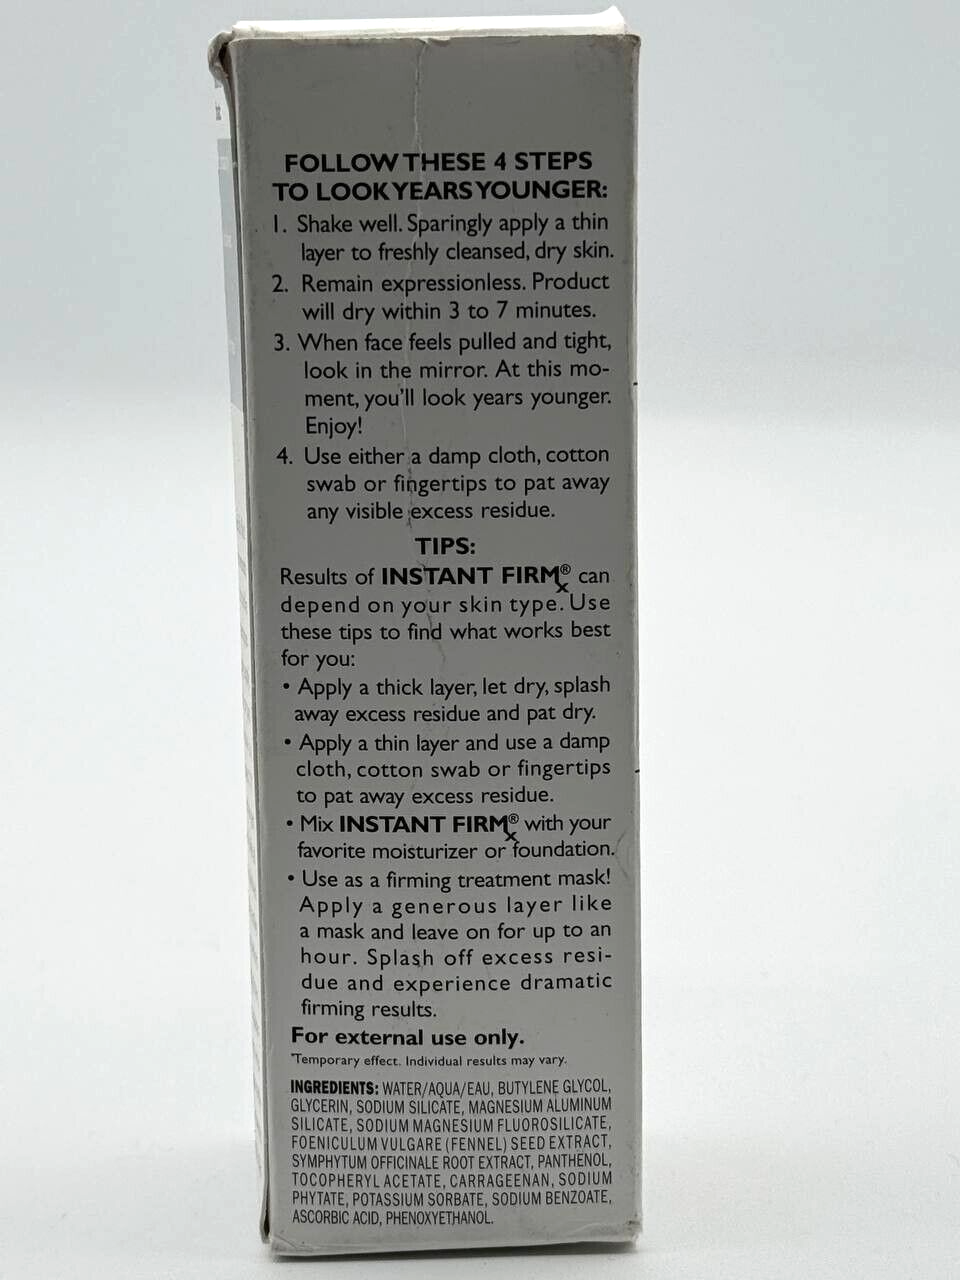 FOLLOW THESE 4 STEPS
TO LOOK YEARS YOUNGER:
1. Shake well. Sparingly apply a thin
layer to freshly cleansed, dry skin.
2. Remain expressionless. Product
will dry within 3 to 7 minutes.
3. When face feels pulled and tight,
look in the mirror. At this mo-
ment, you'll look years younger.
Enjoy!
4. Use either a damp cloth, cotton
swab or fingertips to pat away
any visible excess residue.
TIPS:
Results of INSTANT FIRMx® can
depend on your skin type. Use
these tips to find what works best
for you:
• Apply a thick layer, let dry, splash
away excess residue and pat dry.
• Apply a thin layer and use a damp
cloth, cotton swab or fingertips
to pat away excess residue.
• Mix INSTANT FIRMx® with your
favorite moisturizer or foundation.
• Use as a firming treatment mask!
Apply a generous layer like
a mask and leave on for up to an
hour. Splash off excess resi-
due and experience dramatic
firming results.
For external use only.
*Temporary effect. Individual results may vary.
INGREDIENTS: WATER/AQUA/EAU, BUTYLENE GLYCOL,
GLYCERIN, SODIUM SILICATE, MAGNESIUM ALUMINUM
SILICATE, SODIUM MAGNESIUM FLUOROSILICATE,
FOENICULUM VULGARE (FENNEL) SEED EXTRACT,
SYMPHYTUM OFFICINALE ROOT EXTRACT, PANTHENOL,
TOCOPHERYL ACETATE, CARRAGEENAN, SODIUM
PHYTATE, POTASSIUM SORBATE, SODIUM BENZOATE,
ASCORBIC ACID, PHENOXYETHANOL.